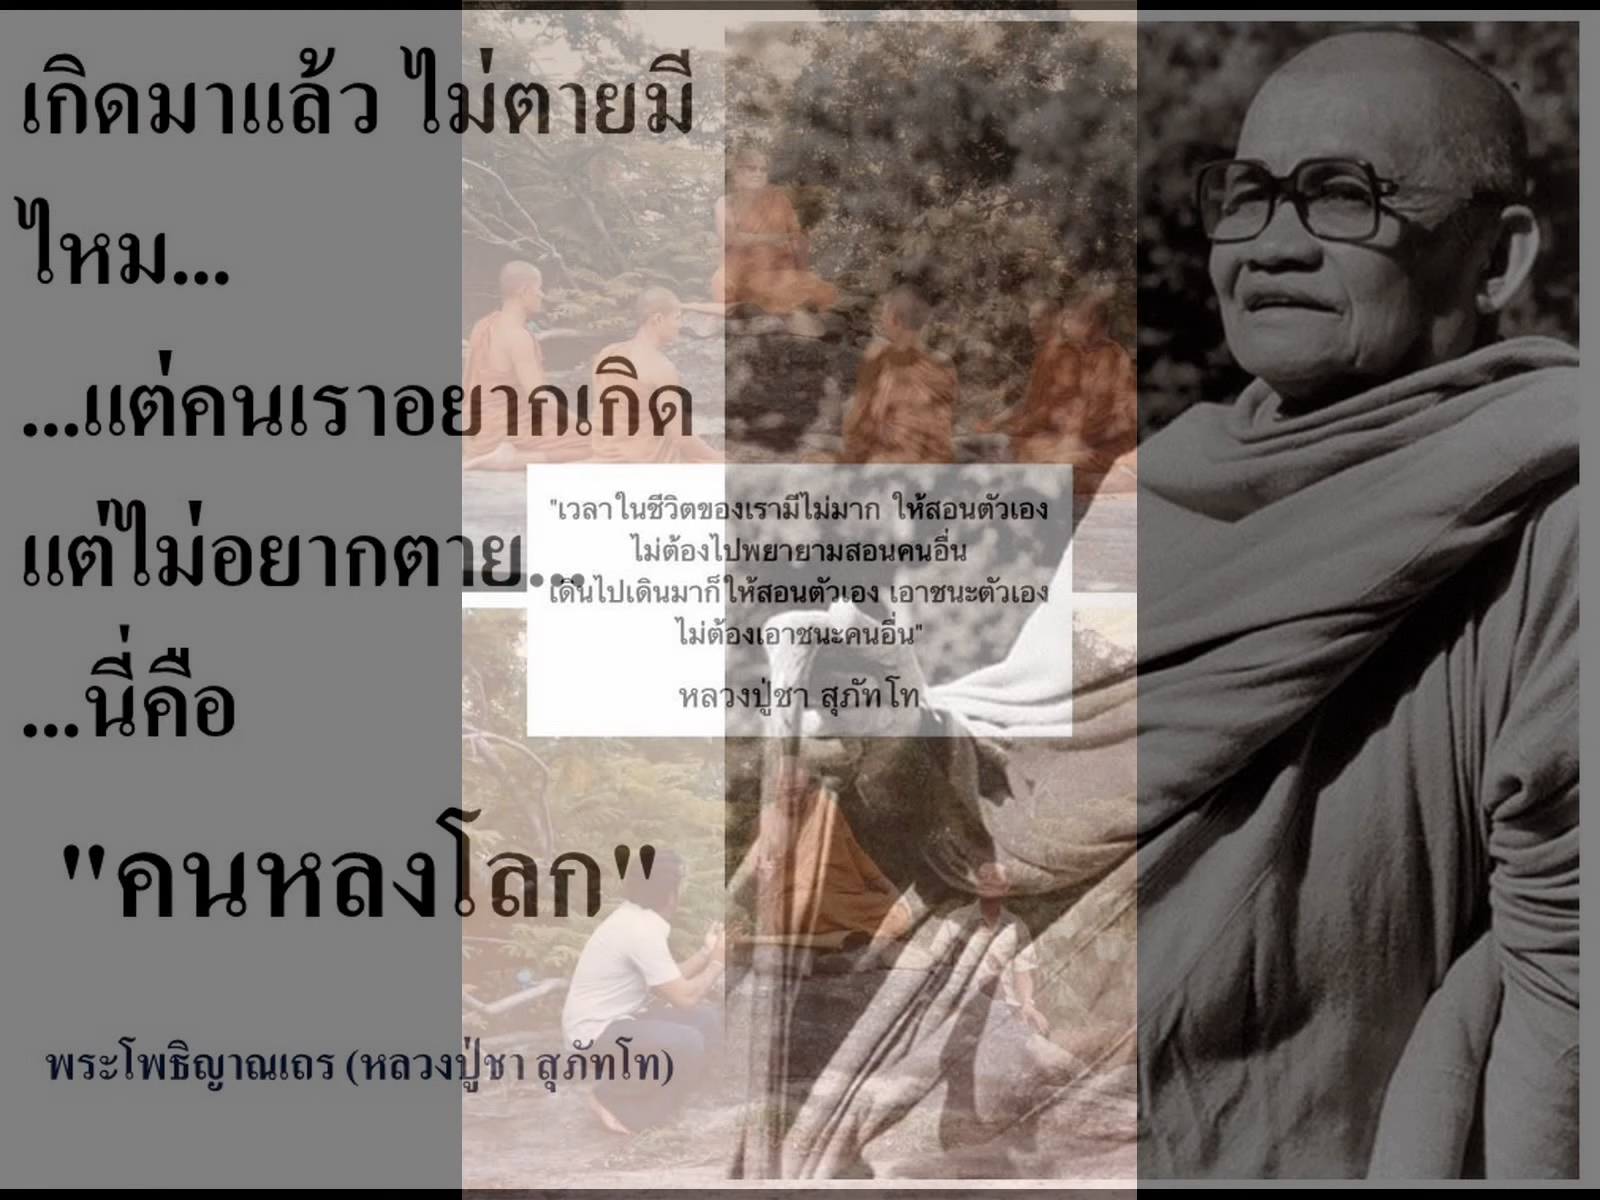 เกิดมาแล้ว ไม่ตายมี
ไหม...
...แต่คนเราอยากเกิด
แต่ไม่อยากตาย...
...นี่คือ
"คนหลงโลก"
พระโพธิญาณเถร (หลวงปู่ชา สุภัทโท)
"เวลาในชีวิตของเรามีไม่มาก ให้สอนตัวเอง
ไม่ต้องไปพยายามสอนคนอื่น
เดินไปเดินมาก็ให้สอนตัวเอง เอาชนะตัวเอง
ไม่ต้องเอาชนะคนอื่น"
หลวงปู่ชา สุภัทโท